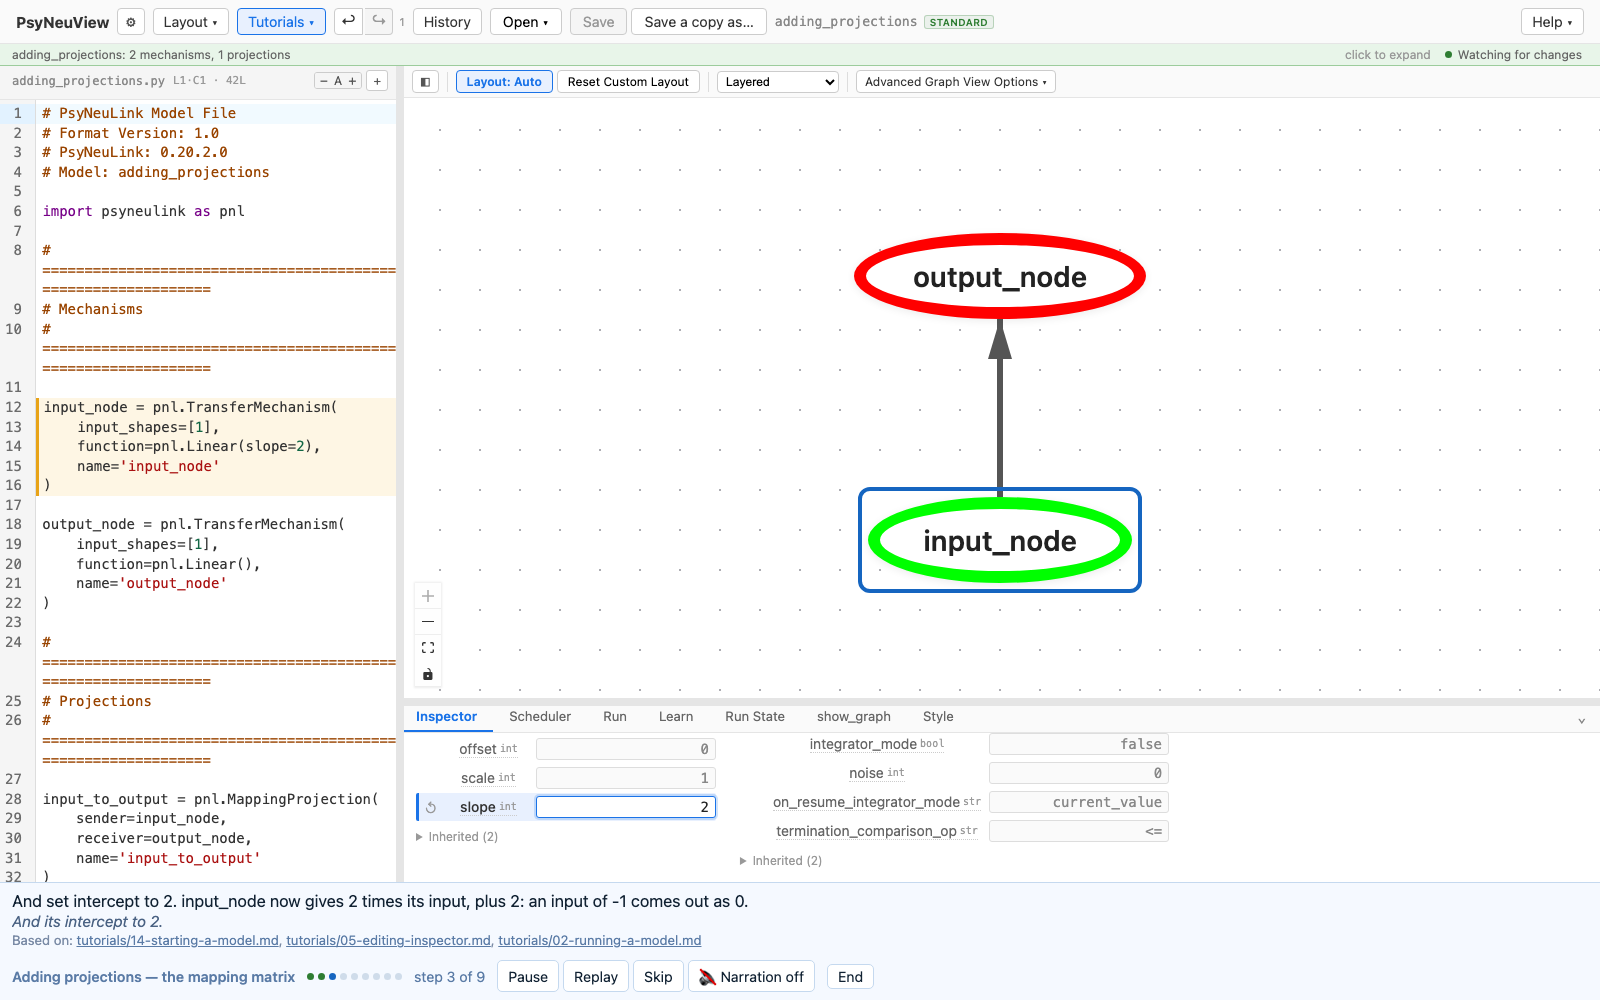 PsyNeuView ⚙ Layout ▾ Tutorials ▾ ↩ ↪ 1 History Open ▾ Save Save a copy as... adding_projections STANDARD Help ▾
adding_projections: 2 mechanisms, 1 projections click to expand ● Watching for changes
adding_projections.py L1·C1 · 42L − A + +
Layout: Auto Reset Custom Layout Layered Advanced Graph View Options ▾
1 # PsyNeuLink Model File
2 # Format Version: 1.0
3 # PsyNeuLink: 0.20.2.0
4 # Model: adding_projections
5
6 import psyneulink as pnl
7
8 #
==========================================
====================
9 # Mechanisms
10 #
==========================================
====================
11
12 input_node = pnl.TransferMechanism(
13 input_shapes=[1],
14 function=pnl.Linear(slope=2),
15 name='input_node'
16 )
17
18 output_node = pnl.TransferMechanism(
19 input_shapes=[1],
20 function=pnl.Linear(),
21 name='output_node'
22 )
23
24 #
==========================================
====================
25 # Projections
26 #
==========================================
====================
27
28 input_to_output = pnl.MappingProjection(
29 sender=input_node,
30 receiver=output_node,
31 name='input_to_output'
32 )
output_node
input_node
Inspector Scheduler Run Learn Run State show_graph Style
offset int 0
scale int 1
slope int 2
▶ Inherited (2)
integrator_mode bool false
noise int 0
on_resume_integrator_mode str current_value
termination_comparison_op str <=
▶ Inherited (2)
And set intercept to 2. input_node now gives 2 times its input, plus 2: an input of -1 comes out as 0.
And its intercept to 2.
Based on: tutorials/14-starting-a-model.md, tutorials/05-editing-inspector.md, tutorials/02-running-a-model.md
Adding projections — the mapping matrix step 3 of 9 Pause Replay Skip Narration off End